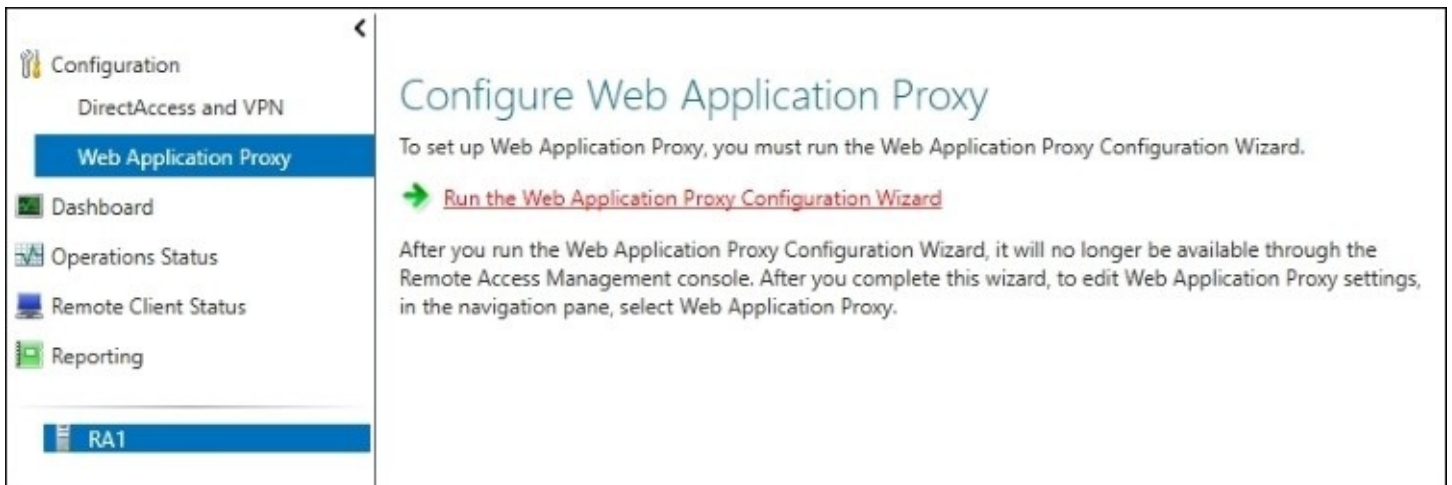 Configuration
DirectAccess and VPN
Web Application Proxy
Dashboard
Operations Status
Remote Client Status
Reporting
RA1
Configure Web Application Proxy
To set up Web Application Proxy, you must run the Web Application Proxy Configuration Wizard.
Run the Web Application Proxy Configuration Wizard
After you run the Web Application Proxy Configuration Wizard, it will no longer be available through the
Remote Access Management console. After you complete this wizard, to edit Web Application Proxy settings,
in the navigation pane, select Web Application Proxy.